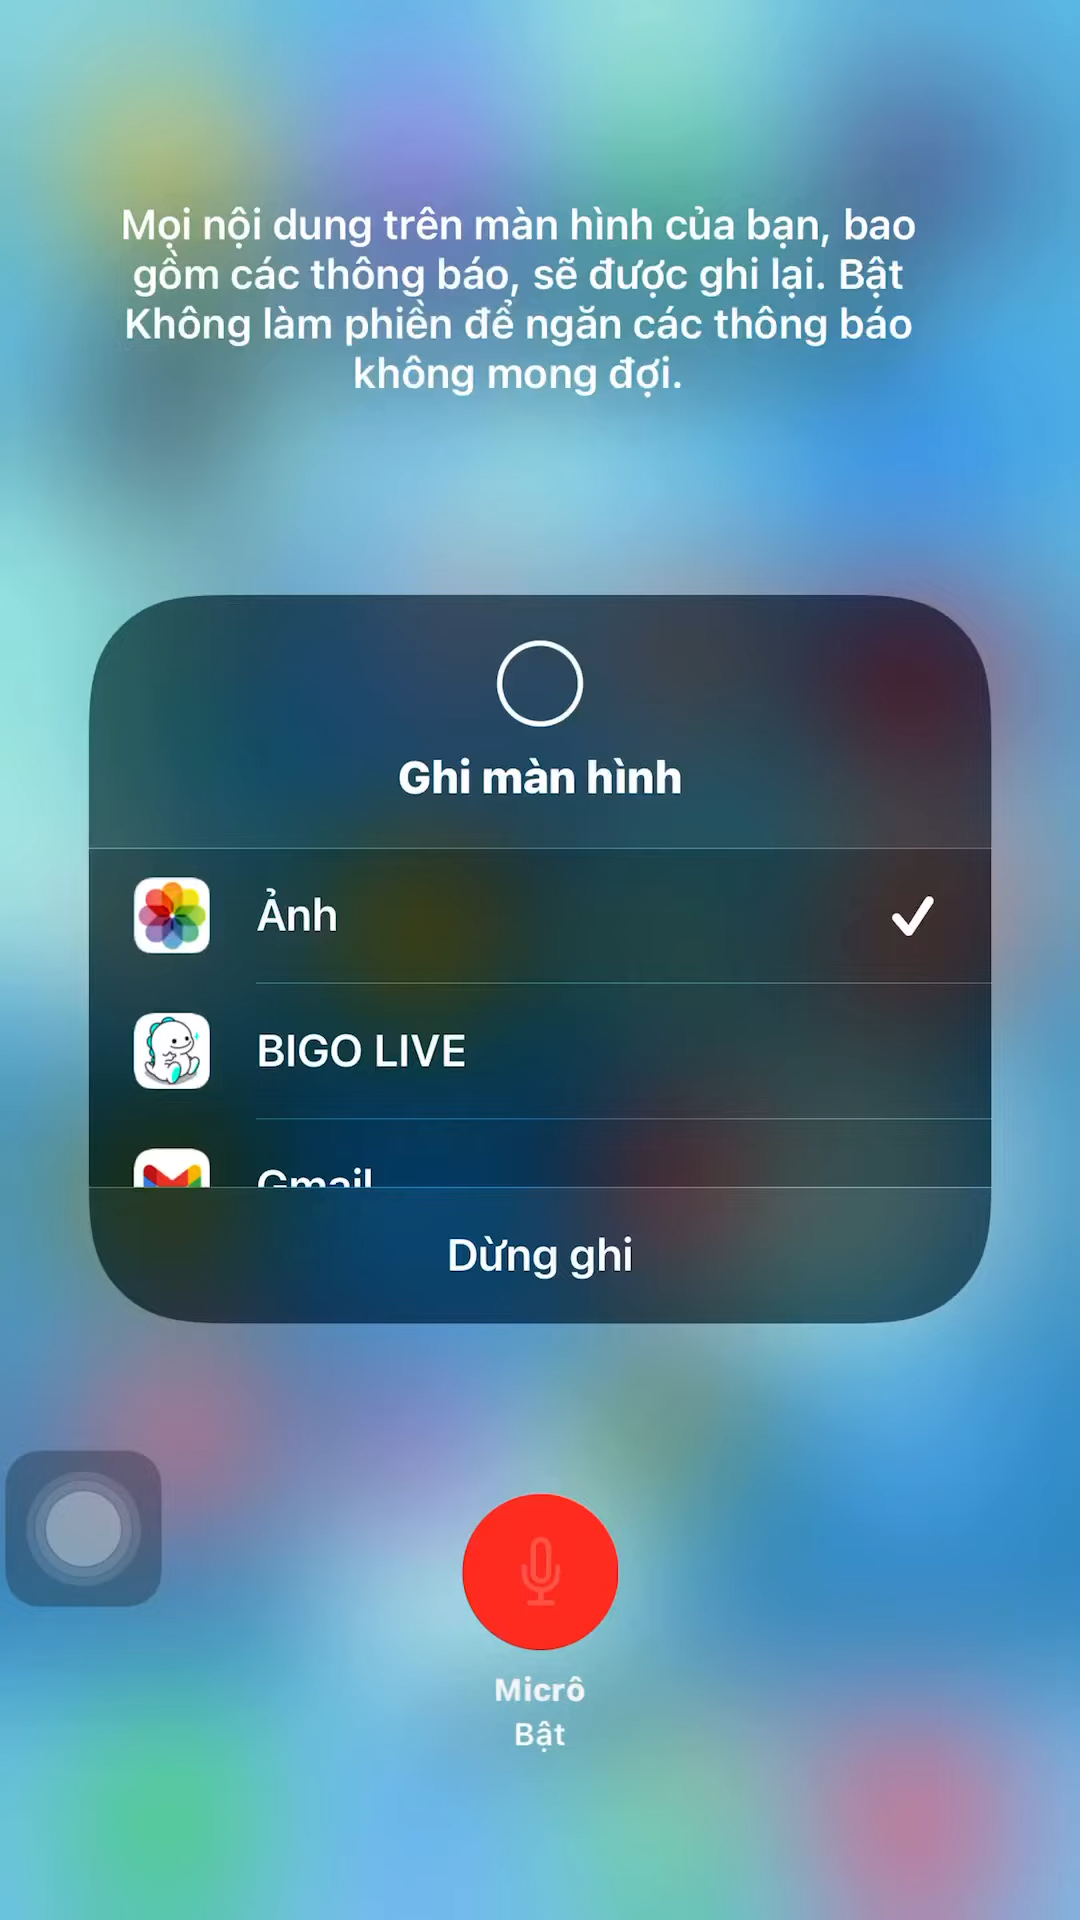 Mọi nội dung trên màn hình của bạn, bao
gồm các thông báo, sẽ được ghi lại. Bật
Không làm phiền để ngăn các thông báo
không mong đợi.
Ghi màn hình
Ảnh
BIGO LIVE
Gmail
Dừng ghi
Micrô
Bật